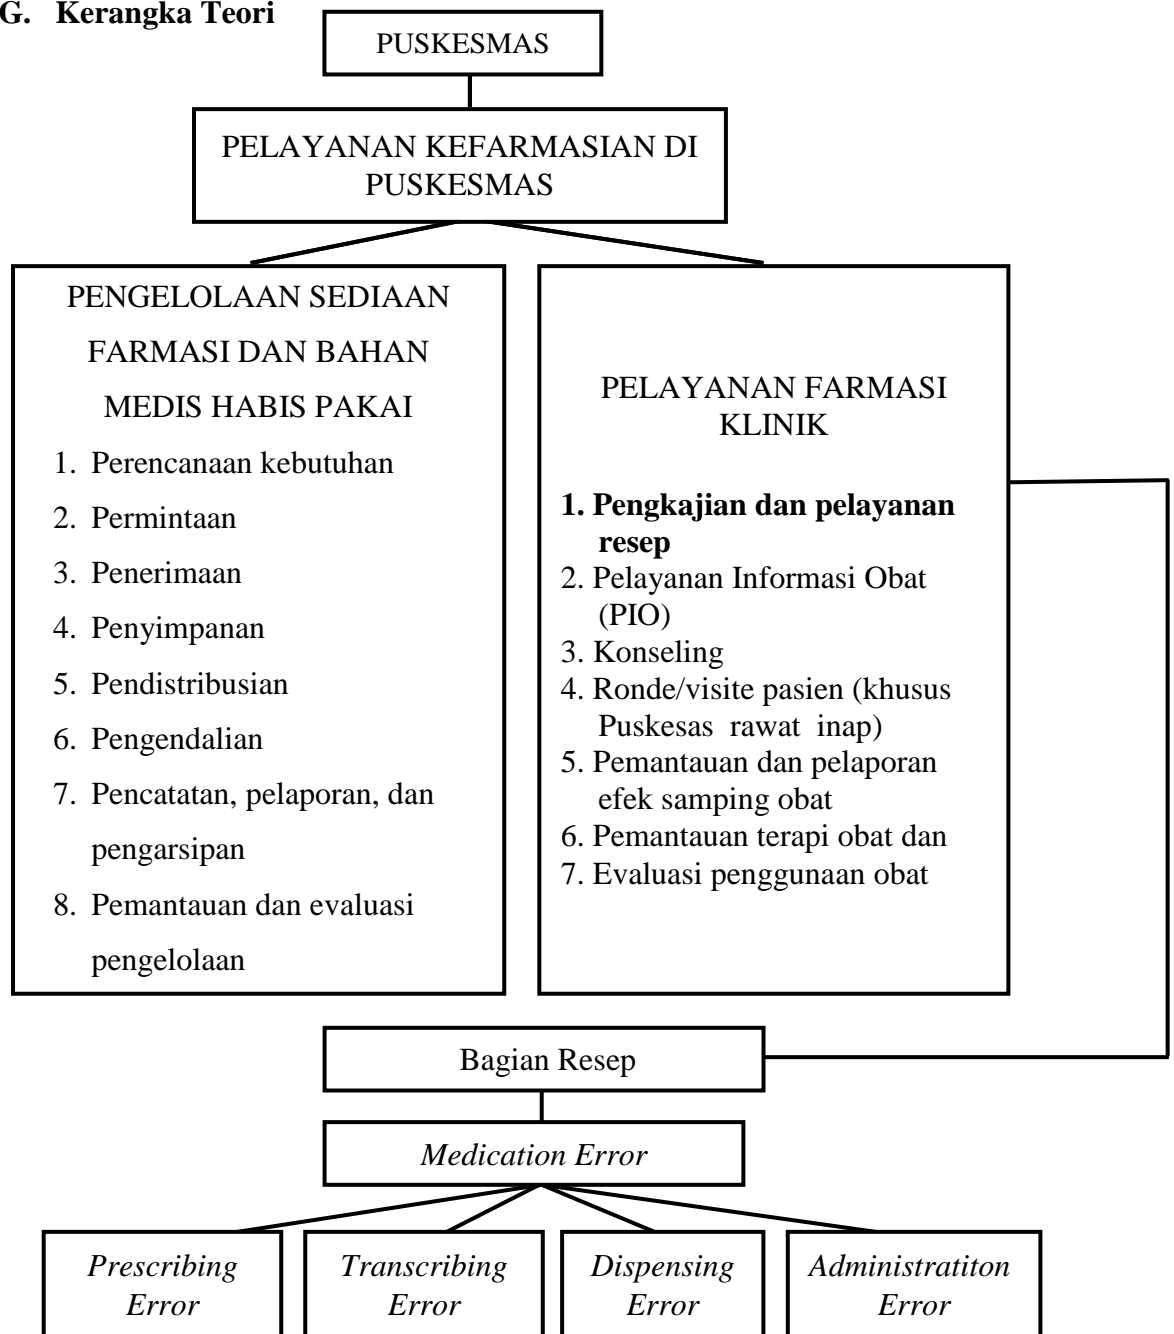 G. Kerangka Teori
PUSKESMAS
PELAYANAN KEFARMASIAN DI
PUSKESMAS
PENGELOLAAN SEDIAAN
FARMASI DAN BAHAN
MEDIS HABIS PAKAI
1. Perencanaan kebutuhan
2. Permintaan
3. Penerimaan
4. Penyimpanan
5. Pendistribusian
6. Pengendalian
7. Pencatatan, pelaporan, dan
pengarsipan
8. Pemantauan dan evaluasi
pengelolaan
PELAYANAN FARMASI
KLINIK
1. Pengkajian dan pelayanan
resep
2. Pelayanan Informasi Obat
(PIO)
3. Konseling
4. Ronde/visite pasien (khusus
Puskesas rawat inap)
5. Pemantauan dan pelaporan
efek samping obat
6. Pemantauan terapi obat dan
7. Evaluasi penggunaan obat
Bagian Resep
Medication Error
Prescribing
Error
Transcribing
Error
Dispensing
Error
Administratiton
Error